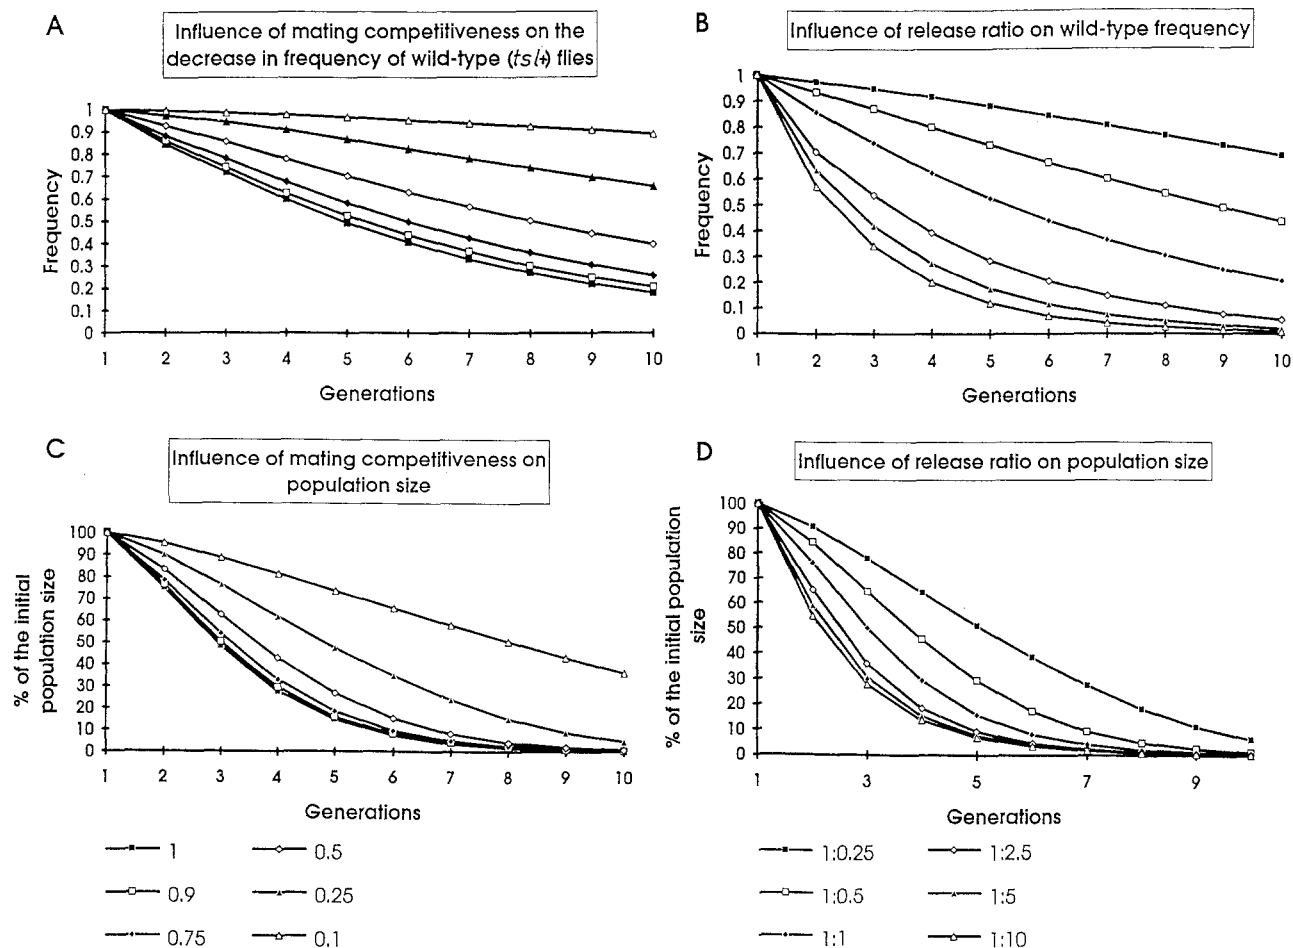 A
Influence of mating competitiveness on the
decrease in frequency of wild-type (tsl+) flies
Frequency
1
0.9
0.8
0.7
0.6
0.5
0.4
0.3
0.2
0.1
0
1 2 3 4 5 6 7 8 9 10
Generations
B
Influence of release ratio on wild-type frequency
Frequency
1
0.9
0.8
0.7
0.6
0.5
0.4
0.3
0.2
0.1
0
1 2 3 4 5 6 7 8 9 10
Generations
C
Influence of mating competitiveness on
population size
% of the initial
population size
100
90
80
70
60
50
40
30
20
10
0
1 2 3 4 5 6 7 8 9 10
Generations
1
0.9
0.75
0.5
0.25
0.1
D
Influence of release ratio on population size
% of the initial population
size
100
90
80
70
60
50
40
30
20
10
0
1 3 5 7 9
Generations
1:0.25
1:0.5
1:1
1:2.5
1:5
1:10